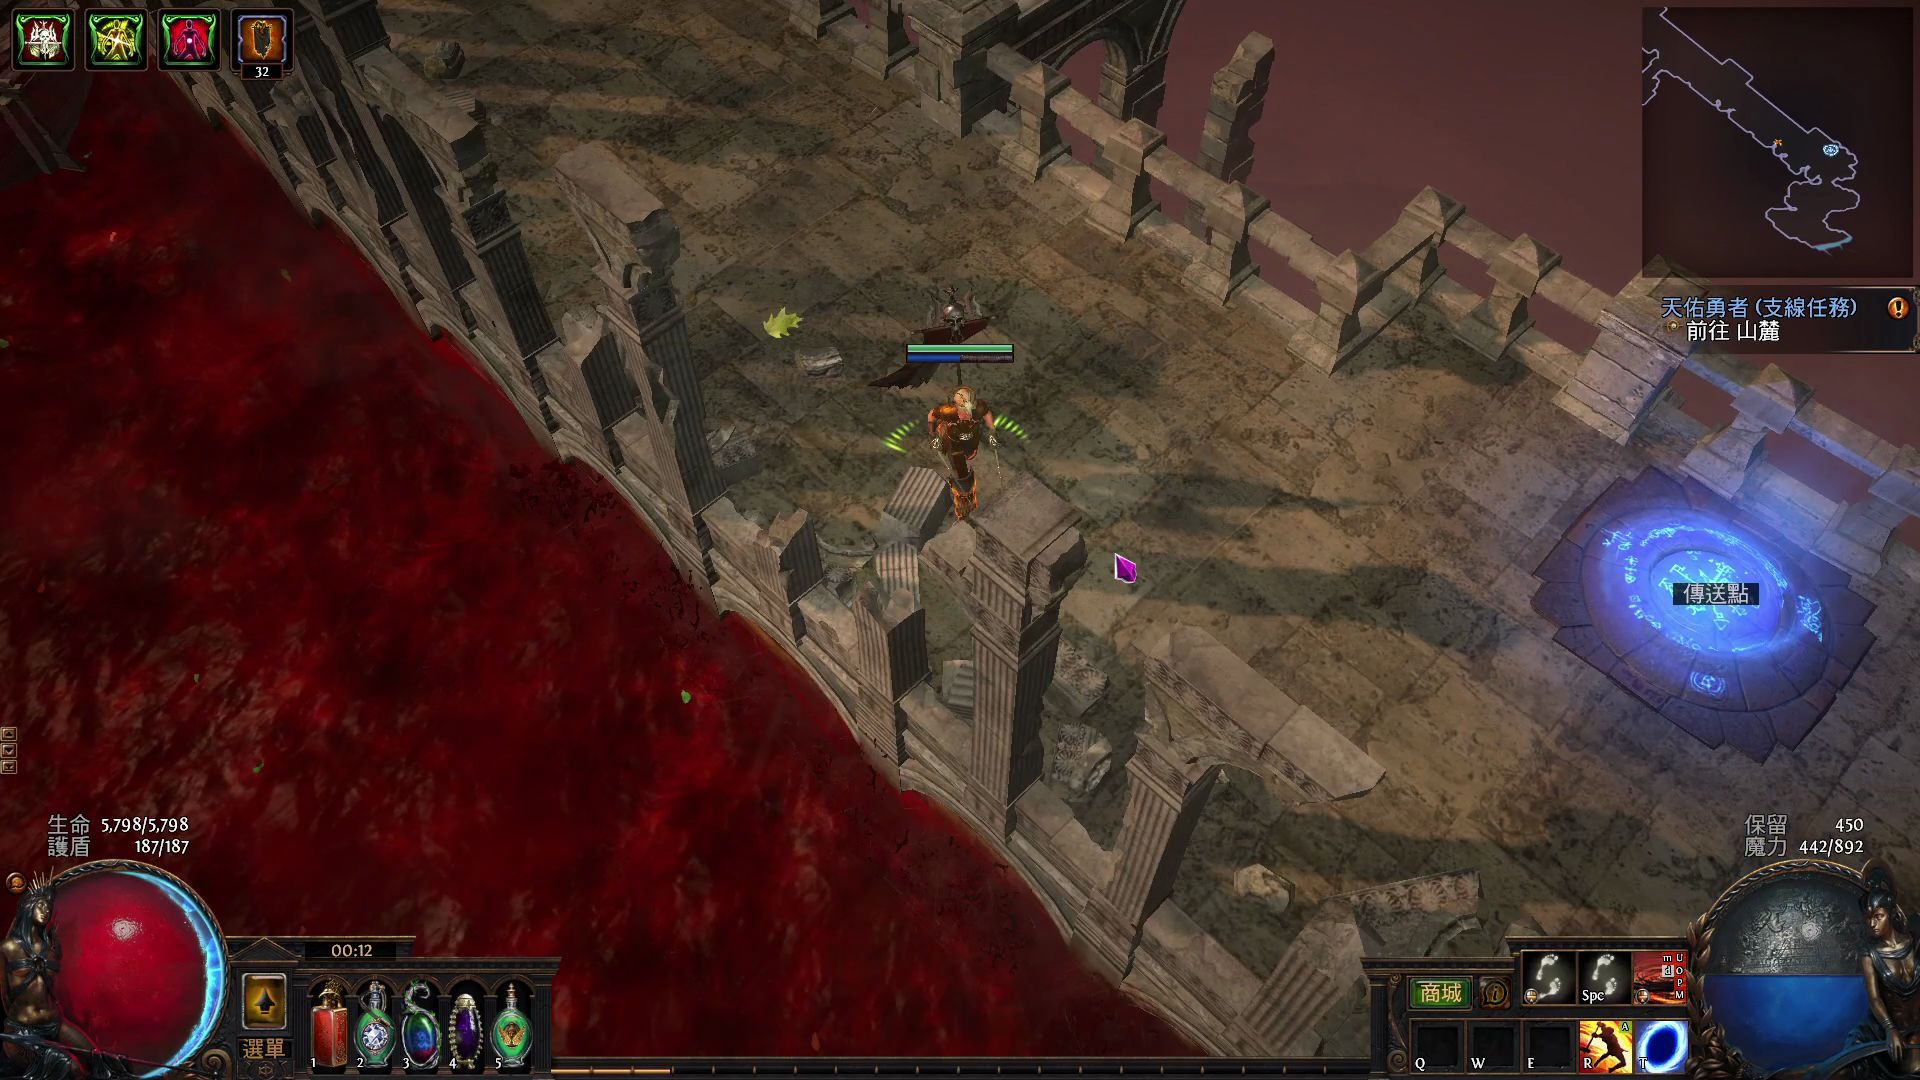 32
天佑勇者 (支線任務)
前往 山麓
傳送點
生命 5,798/5,798
護盾 187/187
保留 450
魔力 442/892
00:12
選單
1
2
3
4
5
商城
Spc
Q
W
E
R
A
T